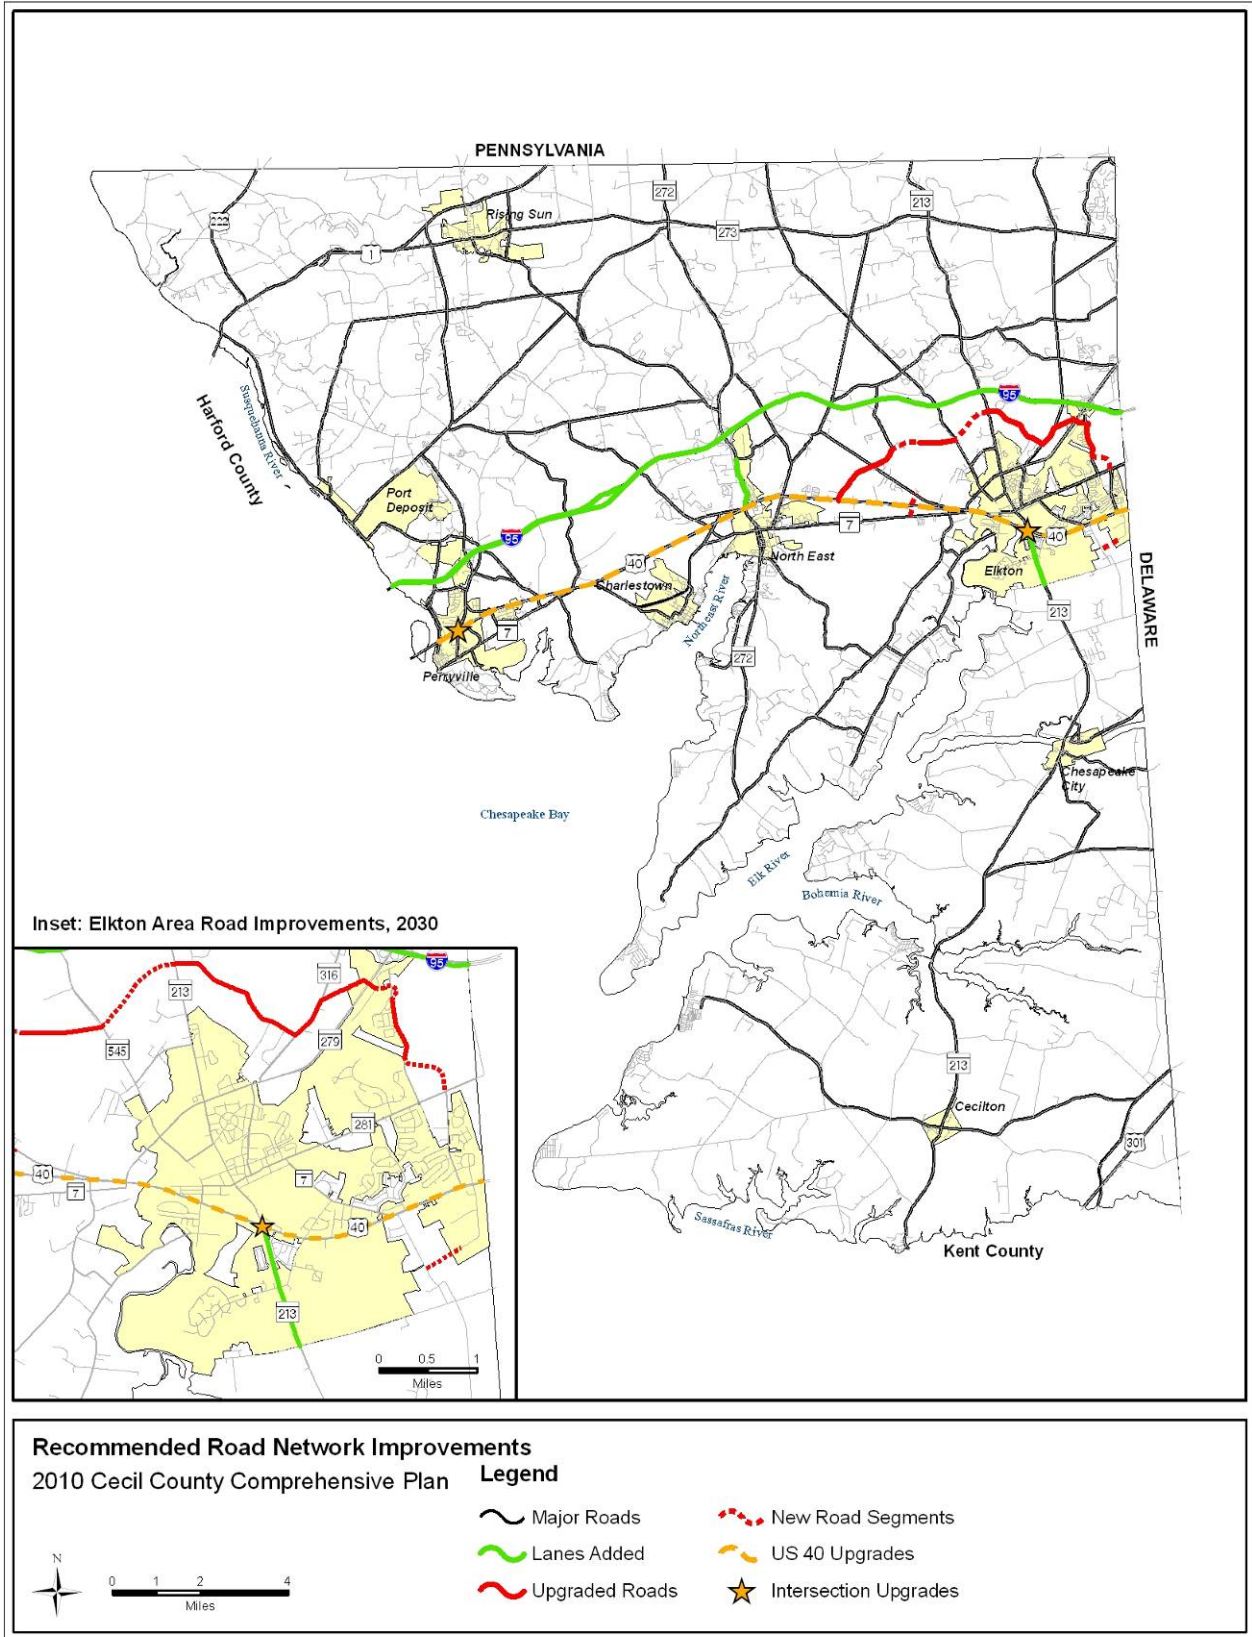 PENNSYLVANIA
272
213
222
Rising Sun
273
1
95
Harford County
Susquehanna River
Port
Deposit
95
7
40
North East
40
Elkton
DELAWARE
Charlestown
Northeast River
213
7
272
Perryville
Chesapeake
City
Chesapeake Bay
Elk River
Bohemia River
213
Cecilton
301
Sassafras River
Kent County
Inset: Elkton Area Road Improvements, 2030
95
316
213
279
545
281
40
7
7
40
213
0 0.5 1
Miles
Recommended Road Network Improvements
2010 Cecil County Comprehensive Plan
Legend
Major Roads
New Road Segments
Lanes Added
US 40 Upgrades
Upgraded Roads
Intersection Upgrades
N
0 1 2 4
Miles